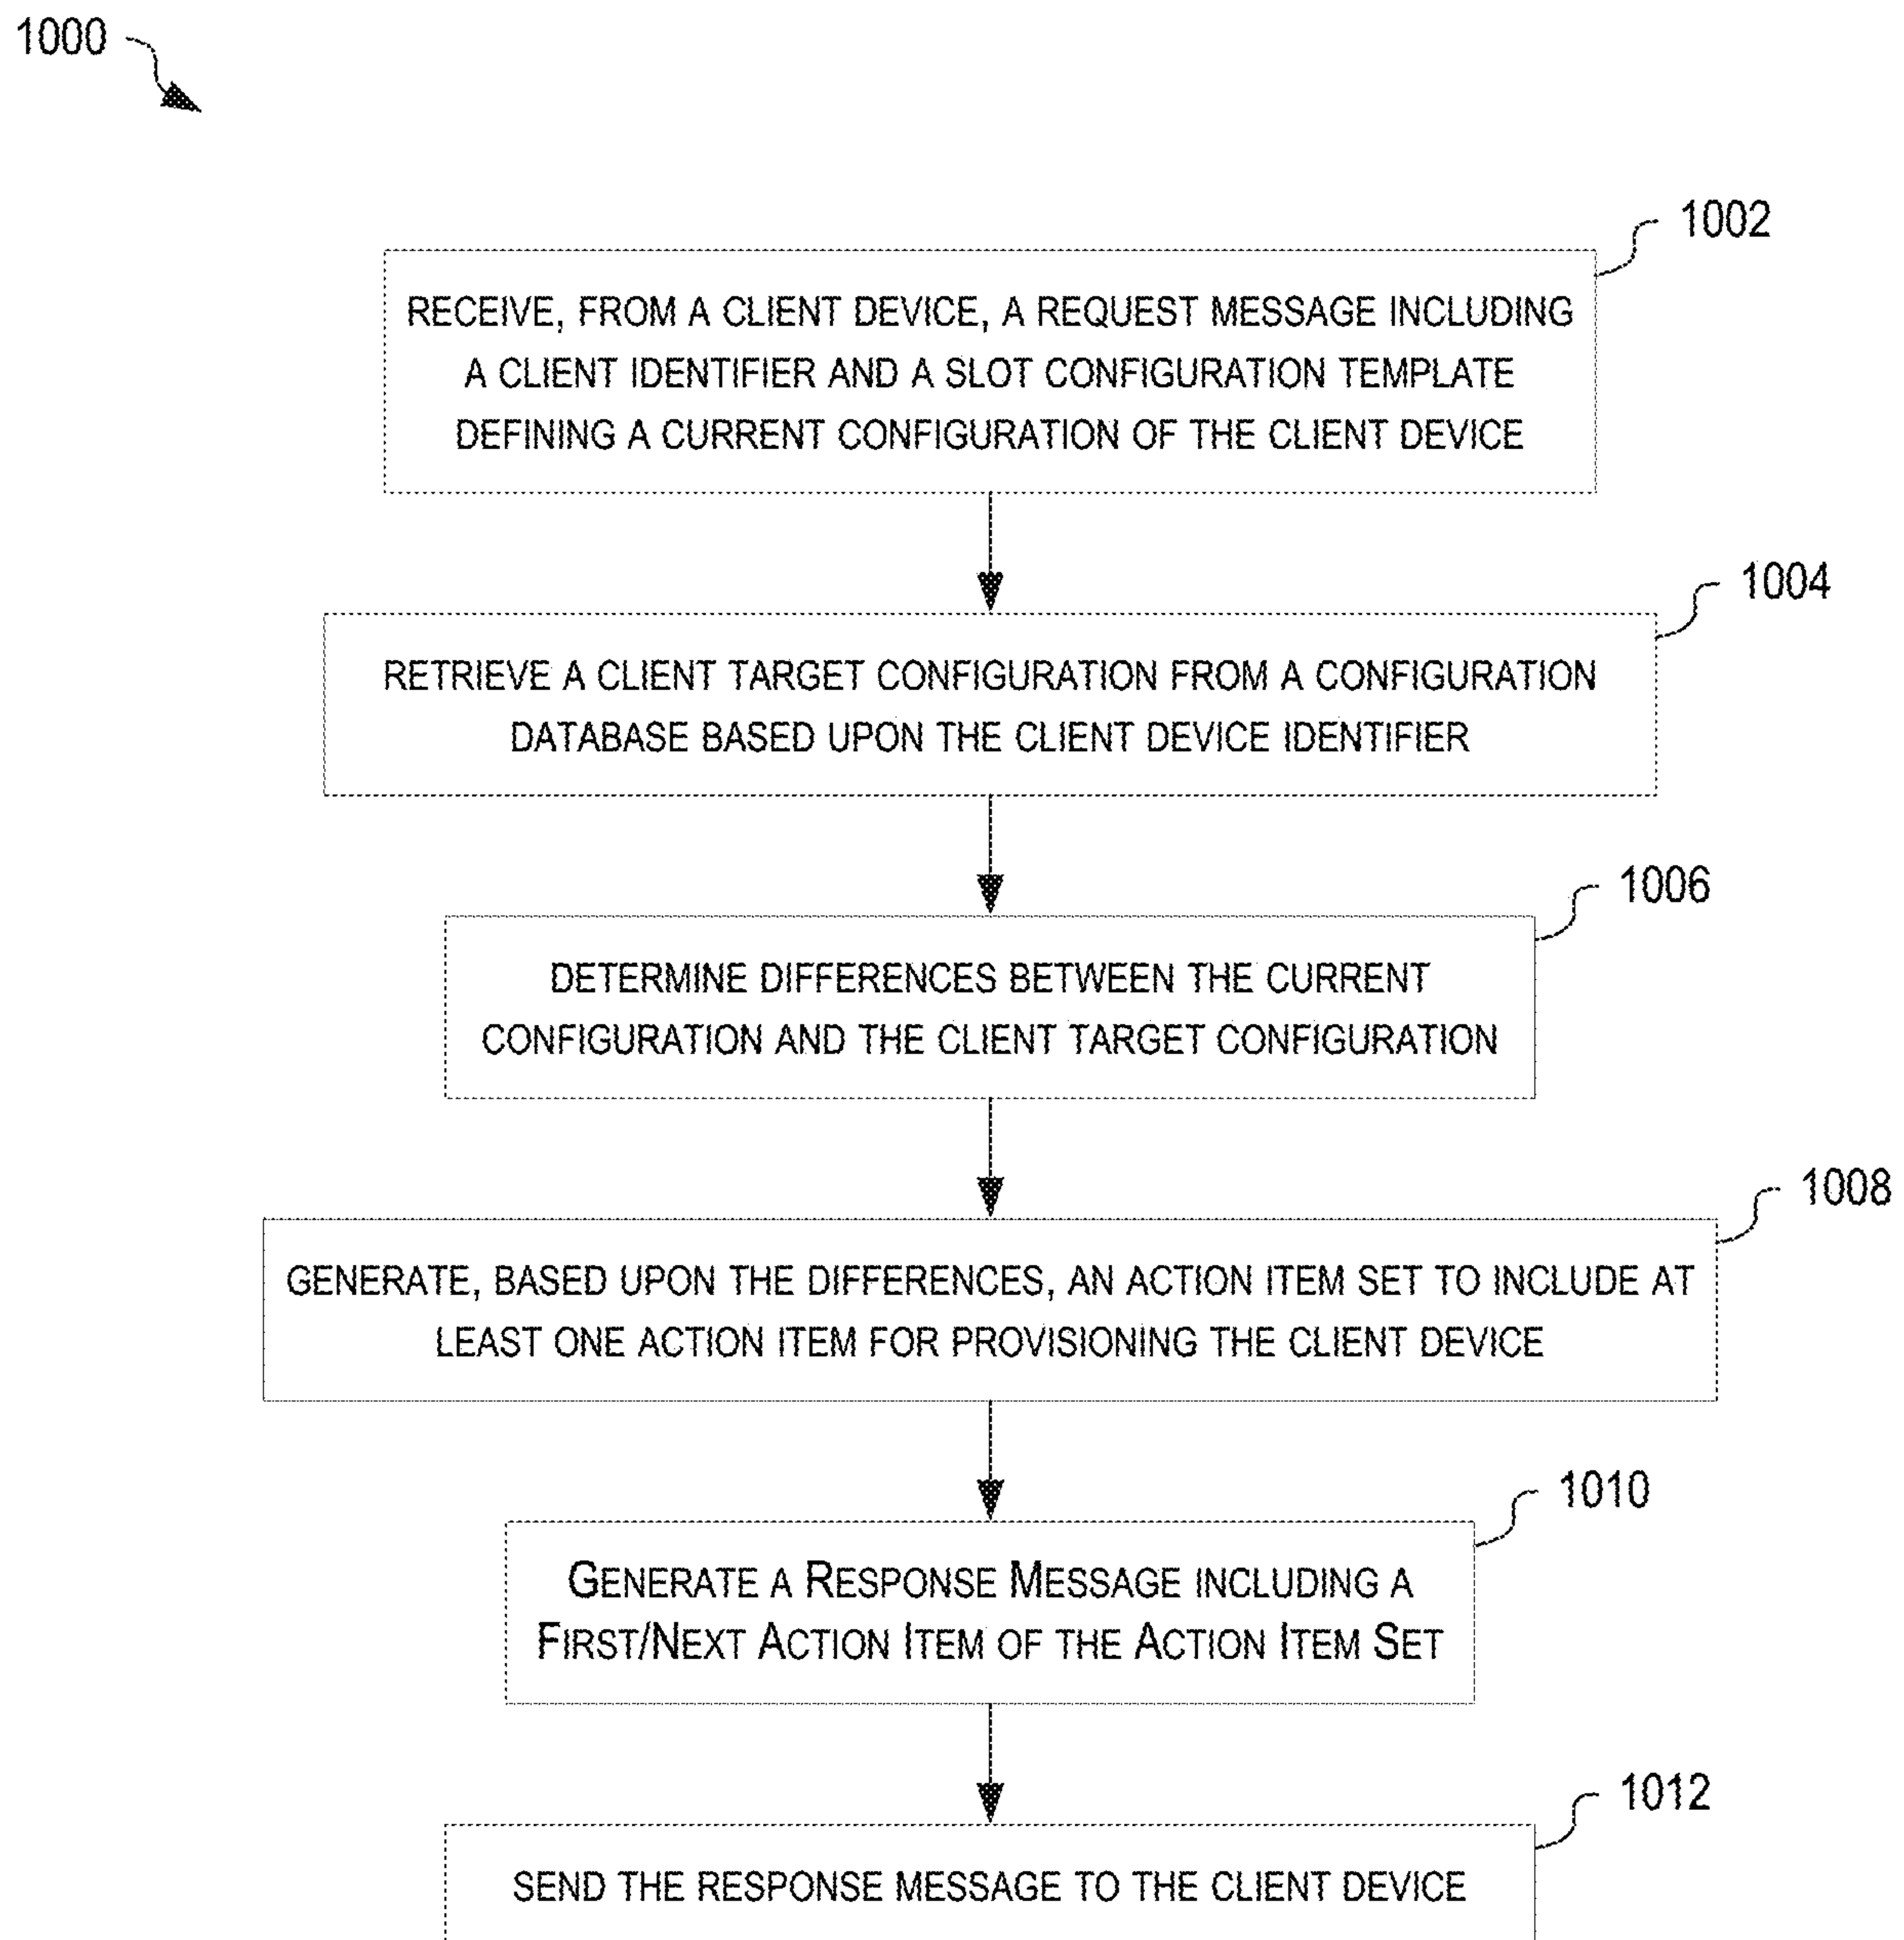 1000
1002
RECEIVE, FROM A CLIENT DEVICE, A REQUEST MESSAGE INCLUDING
A CLIENT IDENTIFIER AND A SLOT CONFIGURATION TEMPLATE
DEFINING A CURRENT CONFIGURATION OF THE CLIENT DEVICE
1004
RETRIEVE A CLIENT TARGET CONFIGURATION FROM A CONFIGURATION
DATABASE BASED UPON THE CLIENT DEVICE IDENTIFIER
1006
DETERMINE DIFFERENCES BETWEEN THE CURRENT
CONFIGURATION AND THE CLIENT TARGET CONFIGURATION
1008
GENERATE, BASED UPON THE DIFFERENCES, AN ACTION ITEM SET TO INCLUDE AT
LEAST ONE ACTION ITEM FOR PROVISIONING THE CLIENT DEVICE
1010
GENERATE A RESPONSE MESSAGE INCLUDING A
FIRST/NEXT ACTION ITEM OF THE ACTION ITEM SET
1012
SEND THE RESPONSE MESSAGE TO THE CLIENT DEVICE